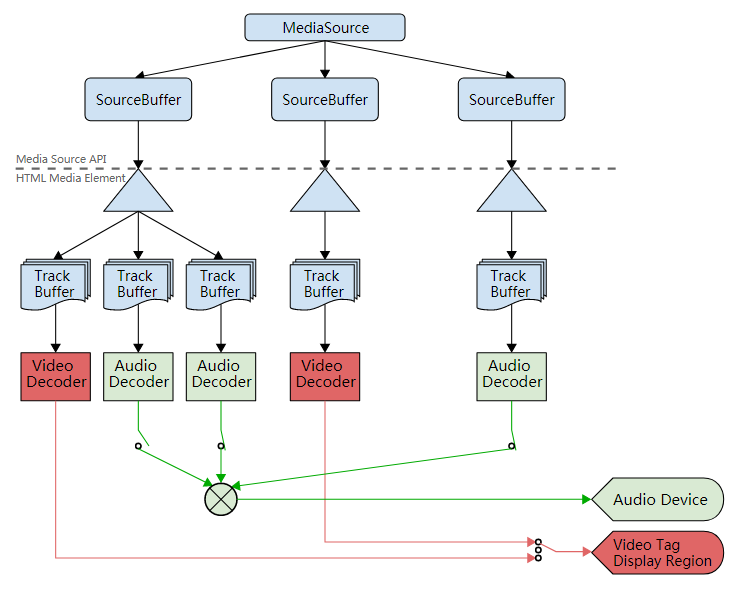 MediaSource
SourceBuffer
SourceBuffer
SourceBuffer
Media Source API
HTML Media Element
Track
Buffer
Track
Buffer
Track
Buffer
Track
Buffer
Track
Buffer
Video
Decoder
Audio
Decoder
Audio
Decoder
Video
Decoder
Audio
Decoder
Audio Device
Video Tag
Display Region